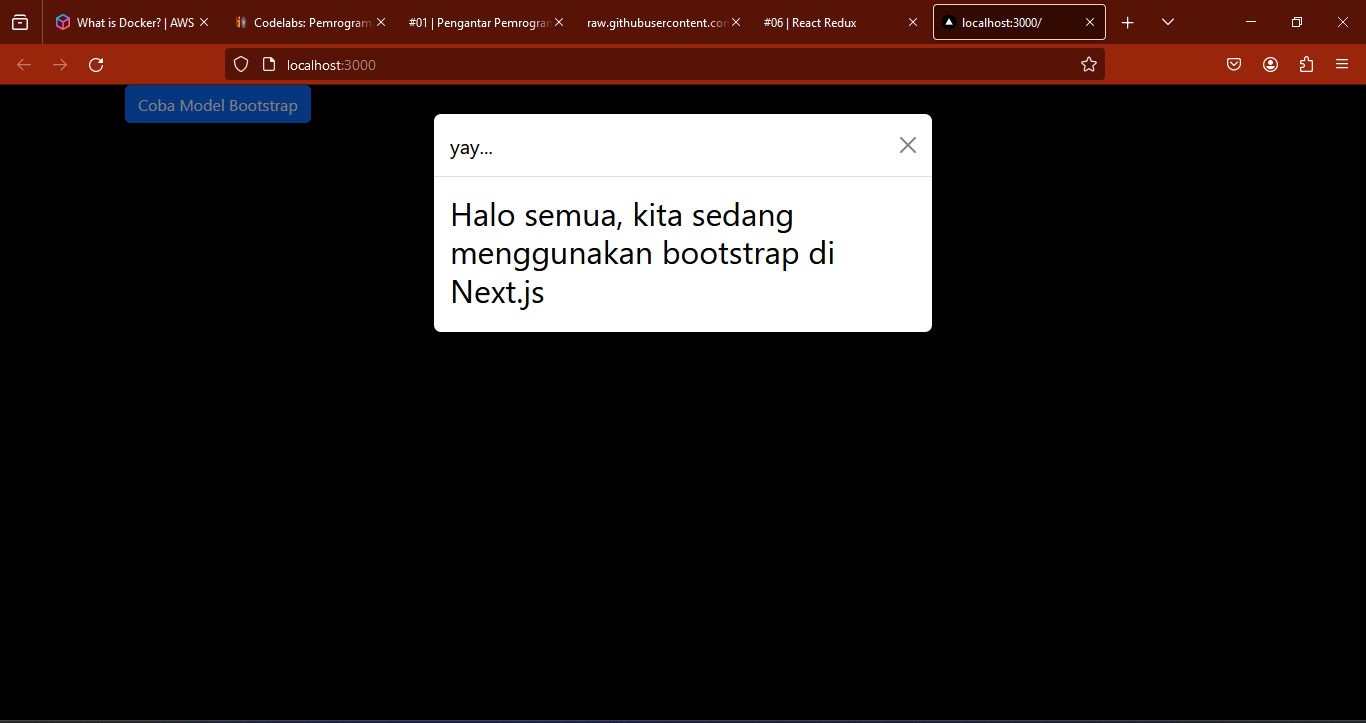 What is Docker? | AWS
Codelabs: Pemrogram
#01 | Pengantar Pemrogra
raw.githubusercontent.co
#06 | React Redux
localhost:3000/
localhost:3000
Coba Model Bootstrap
yay...
Halo semua, kita sedang
menggunakan bootstrap di
Next.js